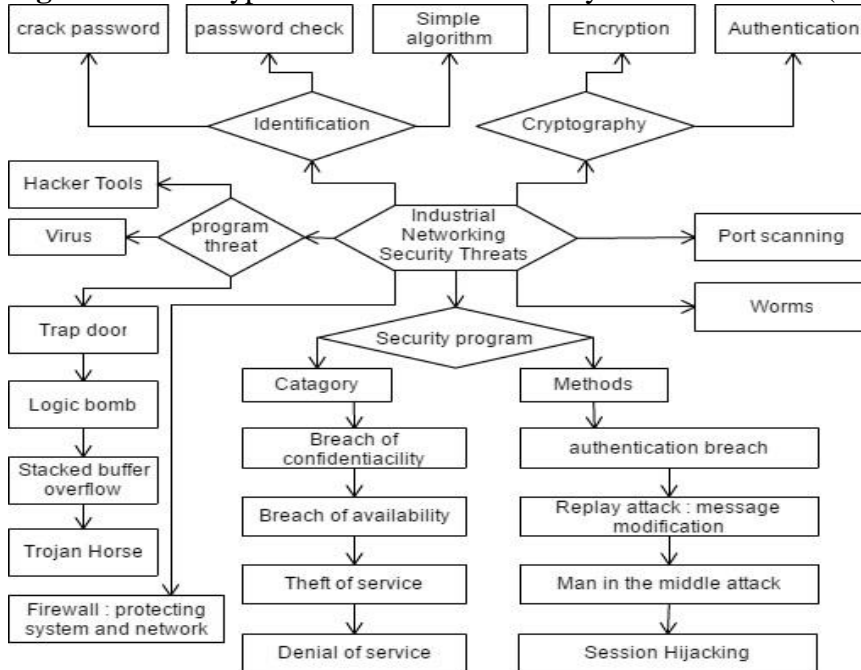 crack password
password check
Simple
algorithm
Encryption
Authentication
Identification
Cryptography
Hacker Tools
Virus
program
threat
Industrial
Networking
Security Threats
Port scanning
Worms
Trap door
Logic bomb
Stacked buffer
overflow
Trojan Horse
Firewall : protecting
system and network
Security program
Catagory
Methods
Breach of
confidentiacility
Breach of availability
Theft of service
Denial of service
authentication breach
Replay attack : message
modification
Man in the middle attack
Session Hijacking